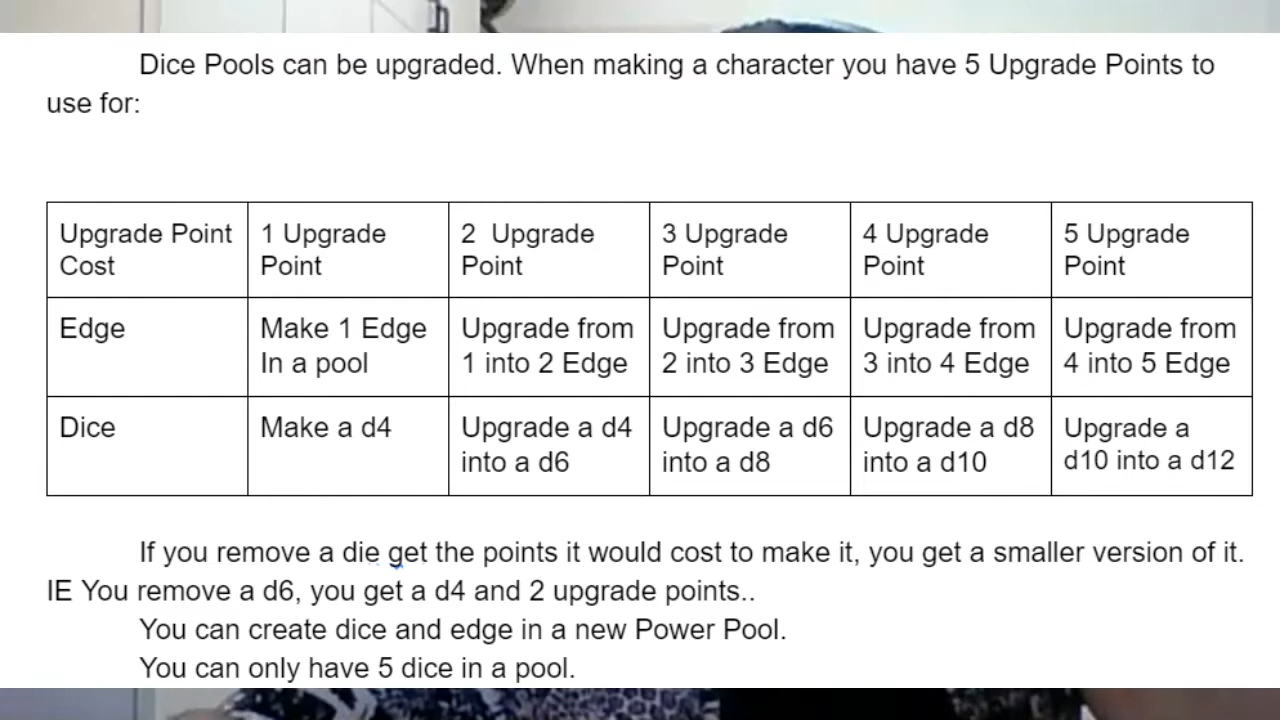 Dice Pools can be upgraded. When making a character you have 5 Upgrade Points to
use for:
Upgrade Point Cost | 1 Upgrade Point | 2  Upgrade Point | 3 Upgrade Point | 4 Upgrade Point | 5 Upgrade Point
Edge | Make 1 Edge In a pool | Upgrade from 1 into 2 Edge | Upgrade from 2 into 3 Edge | Upgrade from 3 into 4 Edge | Upgrade from 4 into 5 Edge
Dice | Make a d4 | Upgrade a d4 into a d6 | Upgrade a d6 into a d8 | Upgrade a d8 into a d10 | Upgrade a d10 into a d12
If you remove a die get the points it would cost to make it, you get a smaller version of it.
IE You remove a d6, you get a d4 and 2 upgrade points..
You can create dice and edge in a new Power Pool.
You can only have 5 dice in a pool.